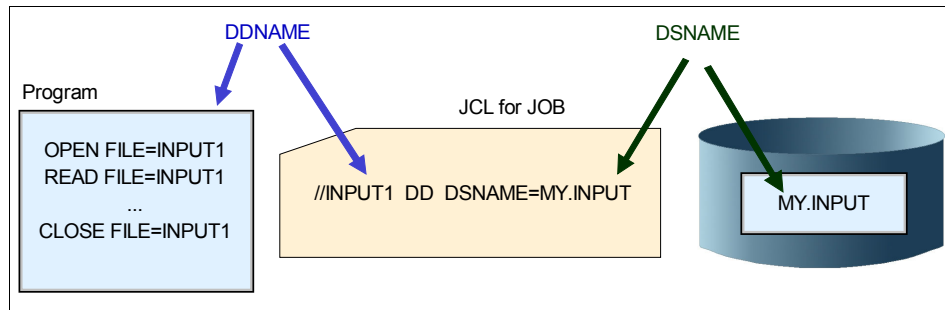 DDNAME
DSNAME
Program
JCL for JOB
OPEN FILE=INPUT1
READ FILE=INPUT1
...
CLOSE FILE=INPUT1
//INPUT1 DD DSNAME=MY.INPUT
MY.INPUT